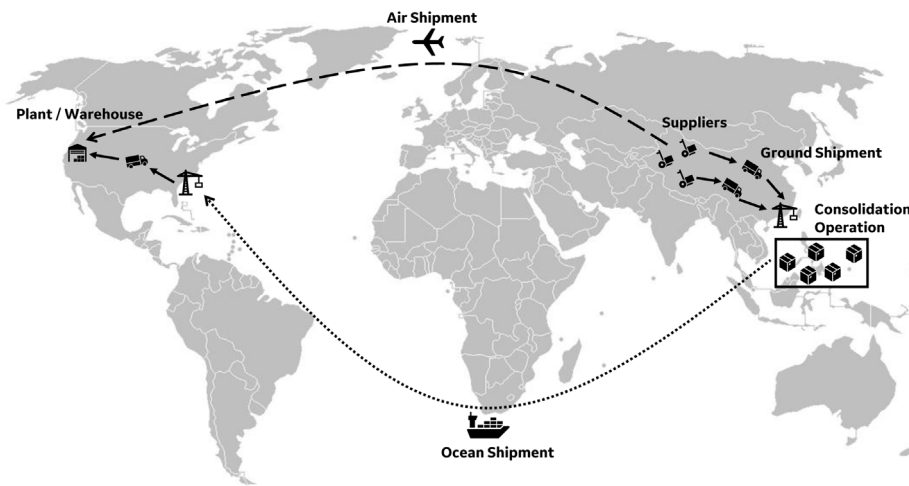 Air Shipment
Plant / Warehouse
Suppliers
Ground Shipment
Consolidation
Operation
Ocean Shipment